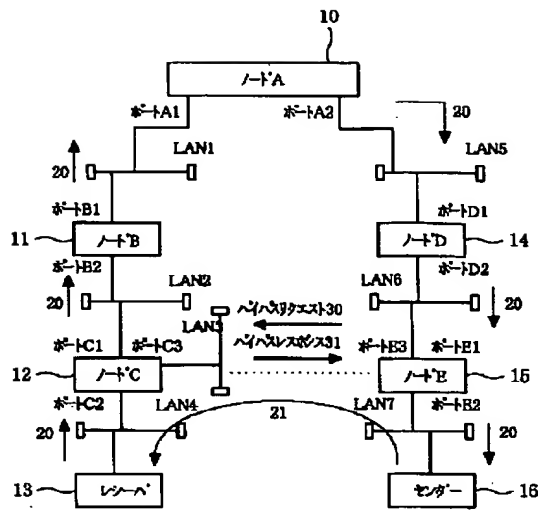 10
ノードA
ポートA1
ポートA2
20
LAN1
LAN5
20
ポートB1
ポートD1
11
ノードB
ノードD
14
ポートB2
ポートD2
LAN2
LAN6
20
20
LAN3
バイパスリクエスト30
ポートC1
ポートC3
バイパスレスポンス31
ポートE3
ポートE1
12
ノードC
ノードE
15
ポートC2
ポートE2
LAN4
21
LAN7
20
20
13
レシーバ
センダー
16